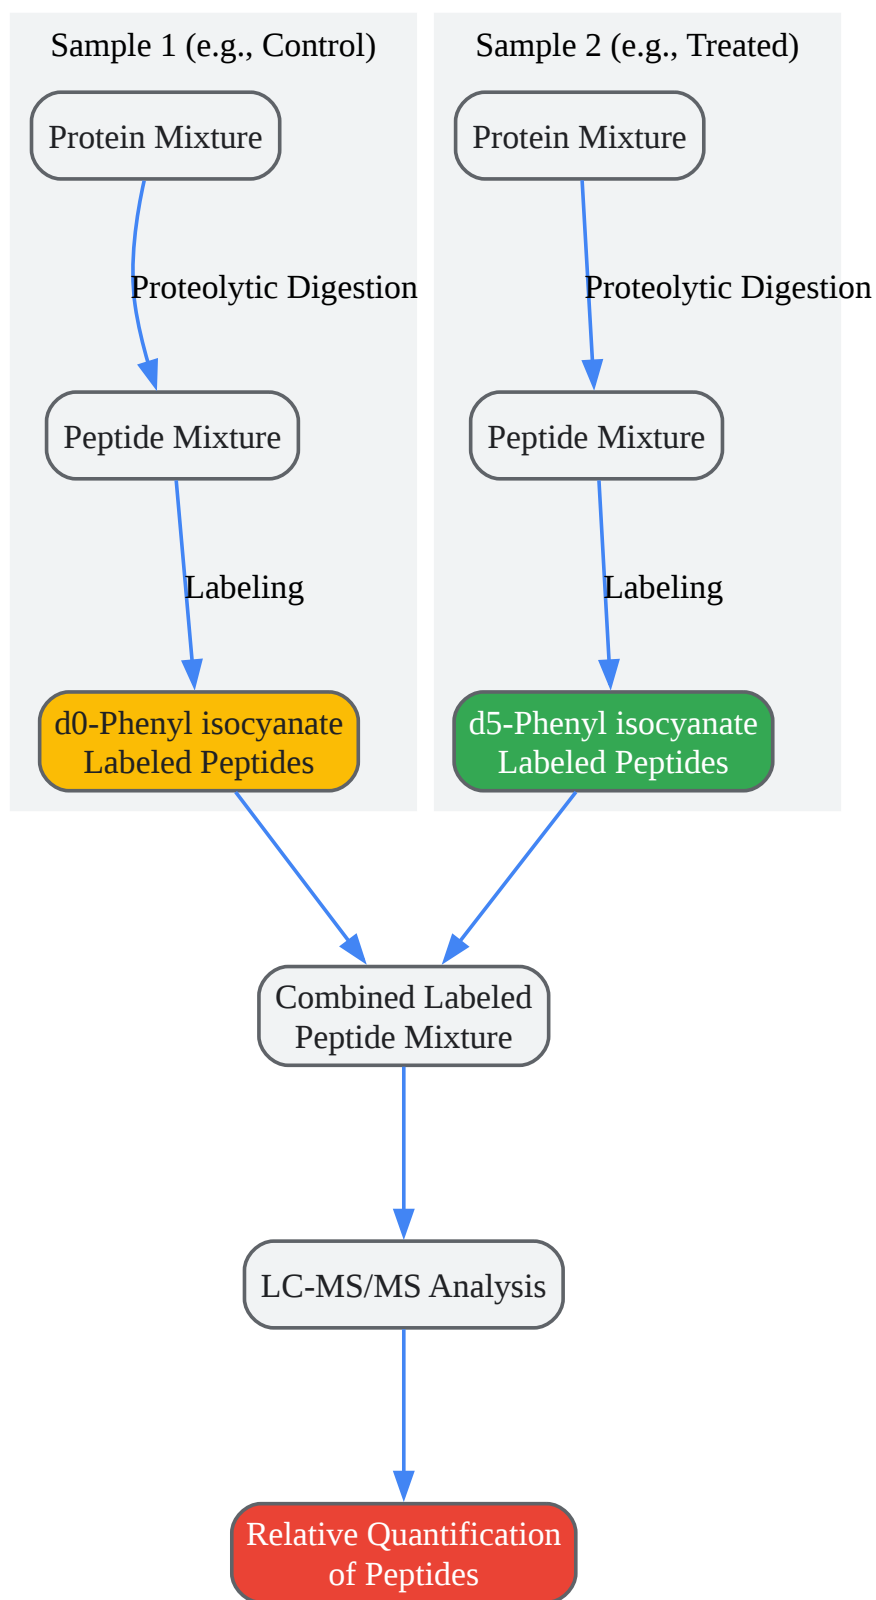 Sample 1 (e.g., Control)
Protein Mixture
Proteolytic Digestion
Peptide Mixture
Labeling
d0-Phenyl isocyanate
Labeled Peptides
Sample 2 (e.g., Treated)
Protein Mixture
Proteolytic Digestion
Peptide Mixture
Labeling
d5-Phenyl isocyanate
Labeled Peptides
Combined Labeled
Peptide Mixture
LC-MS/MS Analysis
Relative Quantification
of Peptides